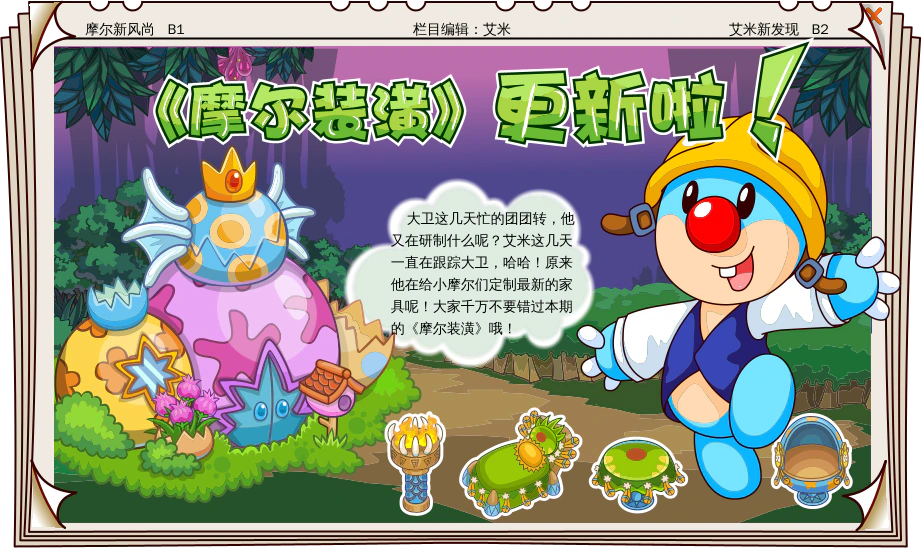 摩尔新风尚 B1
栏目编辑：艾米
艾米新发现 B2
《摩尔装潢》更新啦！
大卫这几天忙的团团转，他
又在研制什么呢？艾米这几天
一直在跟踪大卫，哈哈！原来
他在给小摩尔们定制最新的家
具呢！大家千万不要错过本期
的《摩尔装潢》哦！